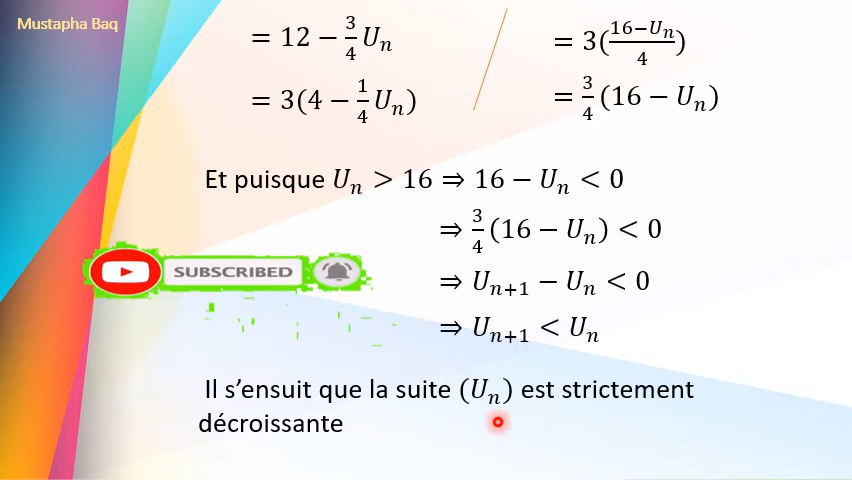 Mustapha Baq
= 12 − 3/4 Uₙ
= 3(4 − 1/4 Uₙ)
= 3((16−Uₙ)/4)
= 3/4 (16 − Uₙ)
Et puisque Uₙ > 16 ⇒ 16 − Uₙ < 0
⇒ 3/4 (16 − Uₙ) < 0
SUBSCRIBED
⇒ Uₙ₊₁ − Uₙ < 0
⇒ Uₙ₊₁ < Uₙ
Il s’ensuit que la suite (Uₙ) est strictement
décroissante